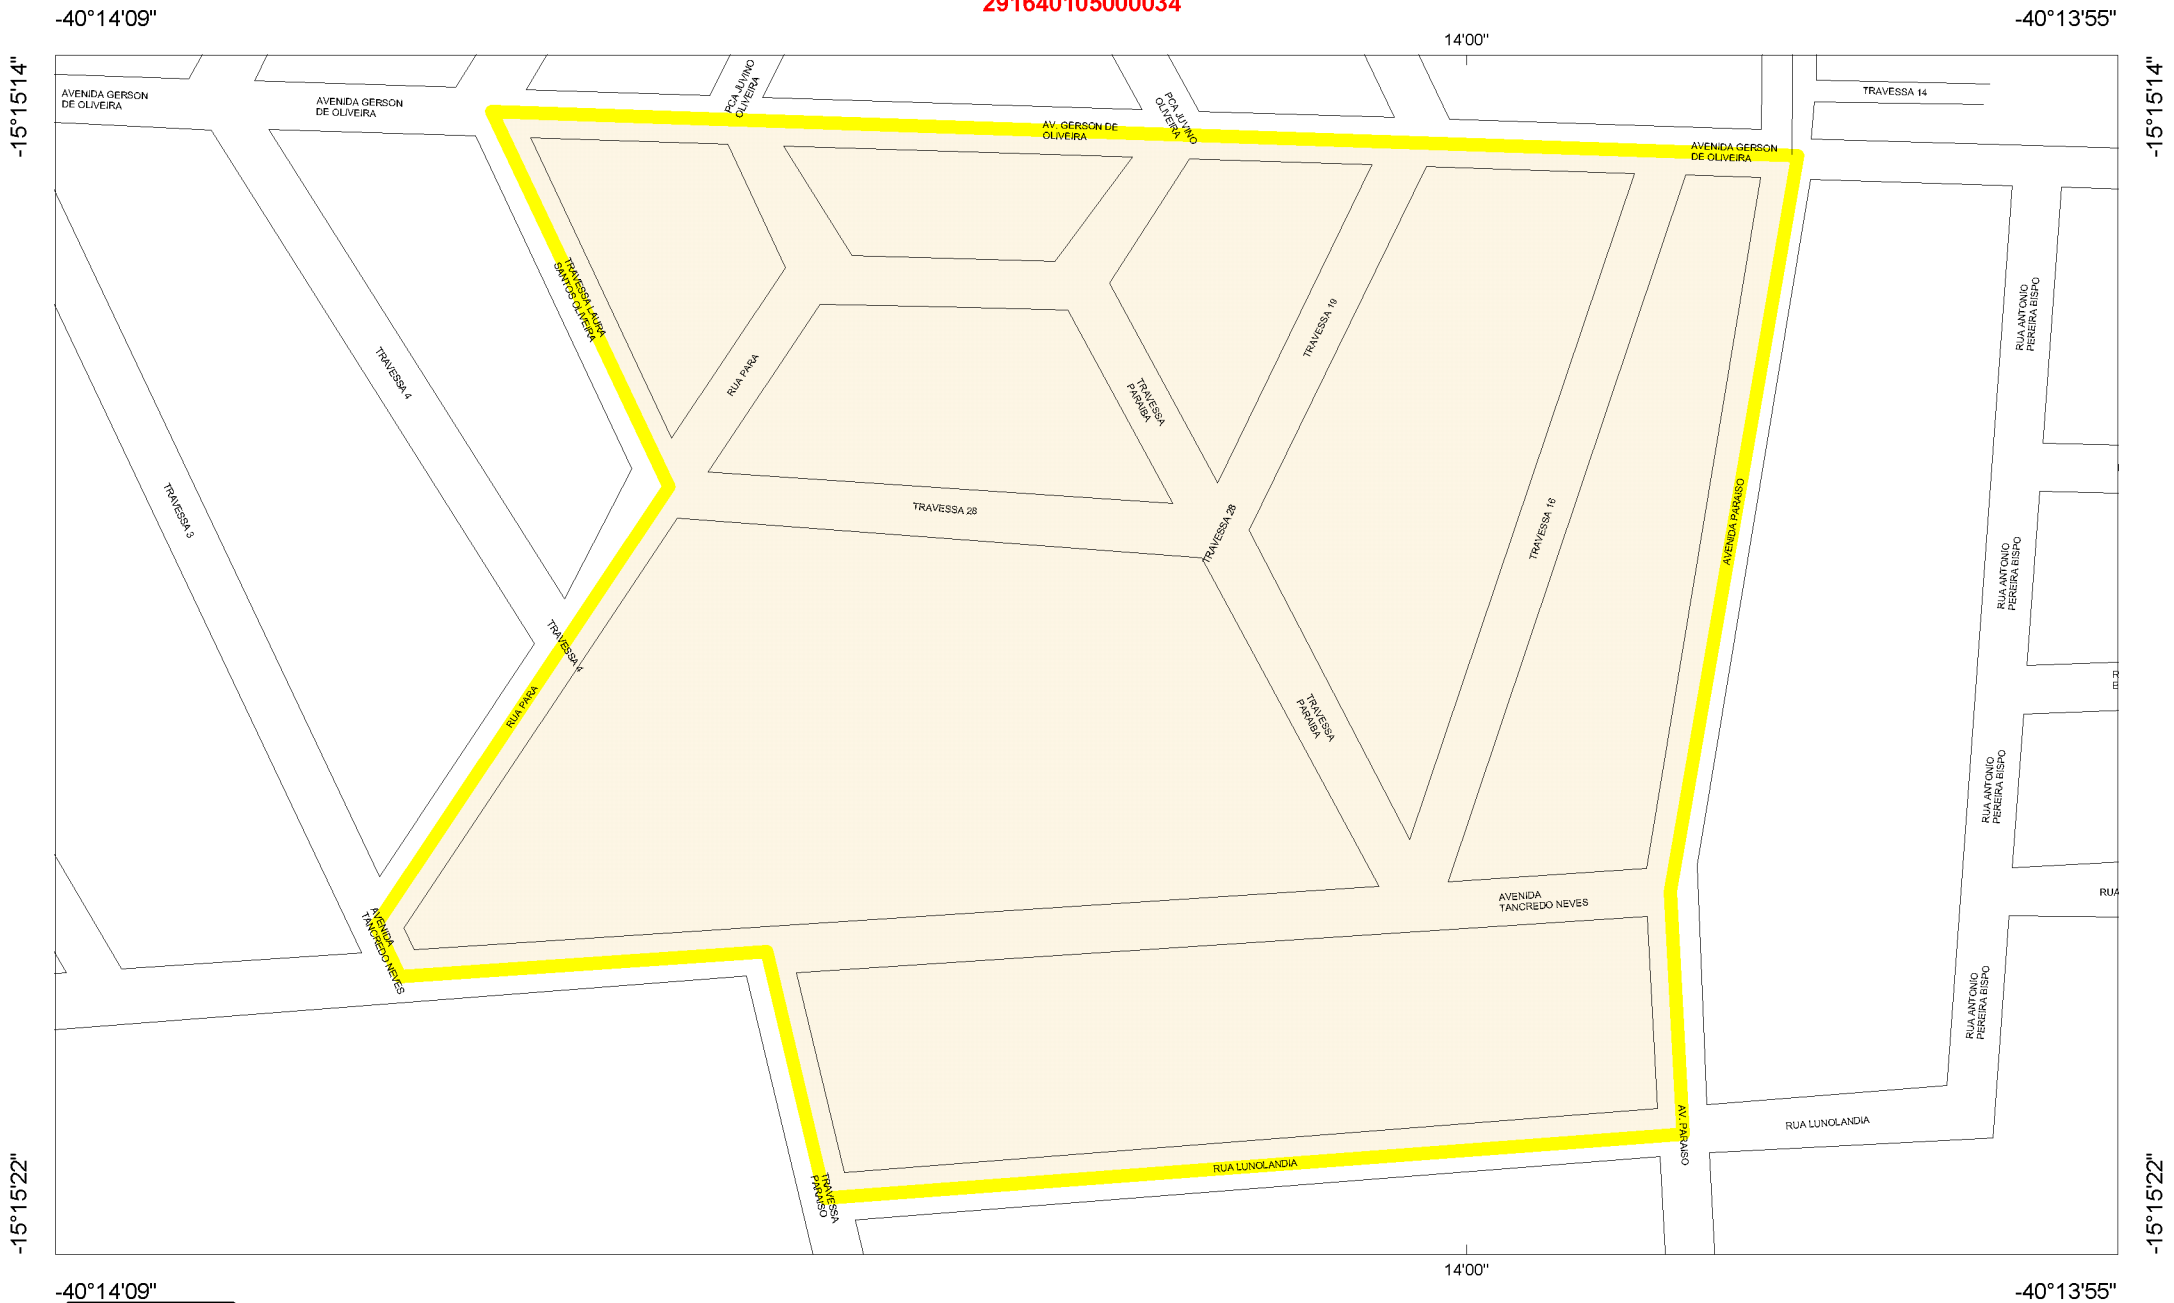 291640105000034
-40°14'09"
-40°13'55"
14'00"
-15°15'14"
-15°15'14"
AVENIDA GERSON
DE OLIVEIRA
AVENIDA GERSON
DE OLIVEIRA
PCA JUVINO
OLIVEIRA
PCA JUVINO
OLIVEIRA
AV. GERSON DE
OLIVEIRA
AVENIDA GERSON
DE OLIVEIRA
TRAVESSA 14
TRAVESSA LAURA
SANTOS OLIVEIRA
TRAVESSA 4
RUA PARA
TRAVESSA 19
TRAVESSA
PARAIBA
RUA ANTONIO
PEREIRA BISPO
TRAVESSA 3
TRAVESSA 28
TRAVESSA 28
TRAVESSA 16
AVENIDA PARAISO
RUA ANTONIO
PEREIRA BISPO
TRAVESSA 4
RUA PARA
TRAVESSA
PARAIBA
R
E
RUA ANTONIO
PEREIRA BISPO
RUA
AVENIDA
TANCREDO NEVES
AVENIDA
TANCREDO NEVES
RUA ANTONIO
PEREIRA BISPO
AV. PARAISO
RUA LUNOLANDIA
RUA LUNOLANDIA
TRAVESSA
PARAISO
-15°15'22"
-15°15'22"
14'00"
-40°14'09"
-40°13'55"